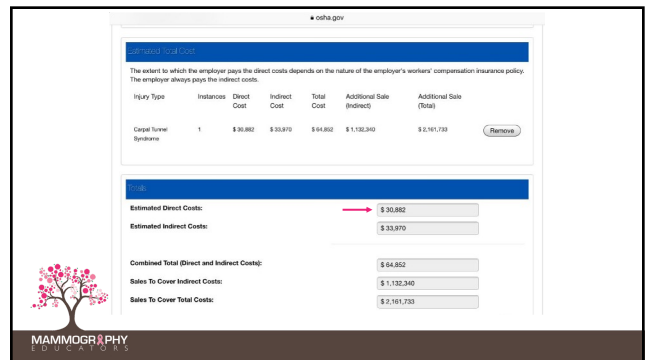 osha.gov
Estimated Total Cost
The extent to which the employer pays the direct costs depends on the nature of the employer's workers' compensation insurance policy.
The employer always pays the indirect costs.
Injury Type Instances Direct Cost Indirect Cost Total Cost Additional Sale (Indirect) Additional Sale (Total)
Carpal Tunnel Syndrome 1 $ 30,882 $ 33,970 $ 64,852 $ 1,132,340 $ 2,161,733 Remove
Totals
Estimated Direct Costs: $ 30,882
Estimated Indirect Costs: $ 33,970
Combined Total (Direct and Indirect Costs): $ 64,852
Sales To Cover Indirect Costs: $ 1,132,340
Sales To Cover Total Costs: $ 2,161,733
MAMMOGRAPHY
EDUCATORS